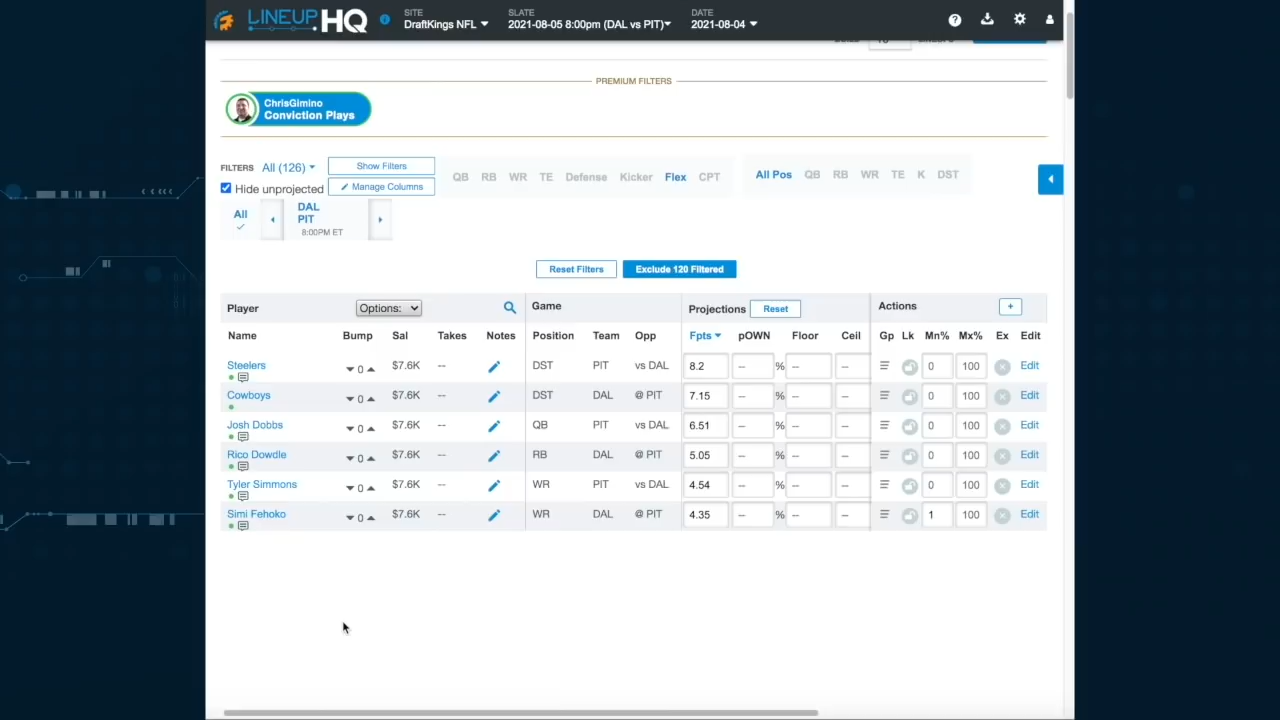 LINEUPHQ
SITE
DraftKings NFL
SLATE
2021-08-05 8:00pm (DAL vs PIT)
DATE
2021-08-04
PREMIUM FILTERS
ChrisGimino
Conviction Plays
FILTERS All (126) Show Filters
Hide unprojected Manage Columns
QB RB WR TE Defense Kicker Flex CPT
All Pos QB RB WR TE K DST
All
DAL
PIT
8:00PM ET
Reset Filters Exclude 120 Filtered
Player Options: Game Projections Reset Actions +
Name Bump Sal Takes Notes Position Team Opp Fpts pOWN Floor Ceil Gp Lk Mn% Mx% Ex Edit
Steelers 0 $7.6K -- DST PIT vs DAL 8.2 -- % -- -- 0 100 Edit
Cowboys 0 $7.6K -- DST DAL @ PIT 7.15 -- % -- -- 0 100 Edit
Josh Dobbs 0 $7.6K -- QB PIT vs DAL 6.51 -- % -- -- 0 100 Edit
Rico Dowdle 0 $7.6K -- RB DAL @ PIT 5.05 -- % -- -- 0 100 Edit
Tyler Simmons 0 $7.6K -- WR PIT vs DAL 4.54 -- % -- -- 0 100 Edit
Simi Fehoko 0 $7.6K -- WR DAL @ PIT 4.35 -- % -- -- 1 100 Edit